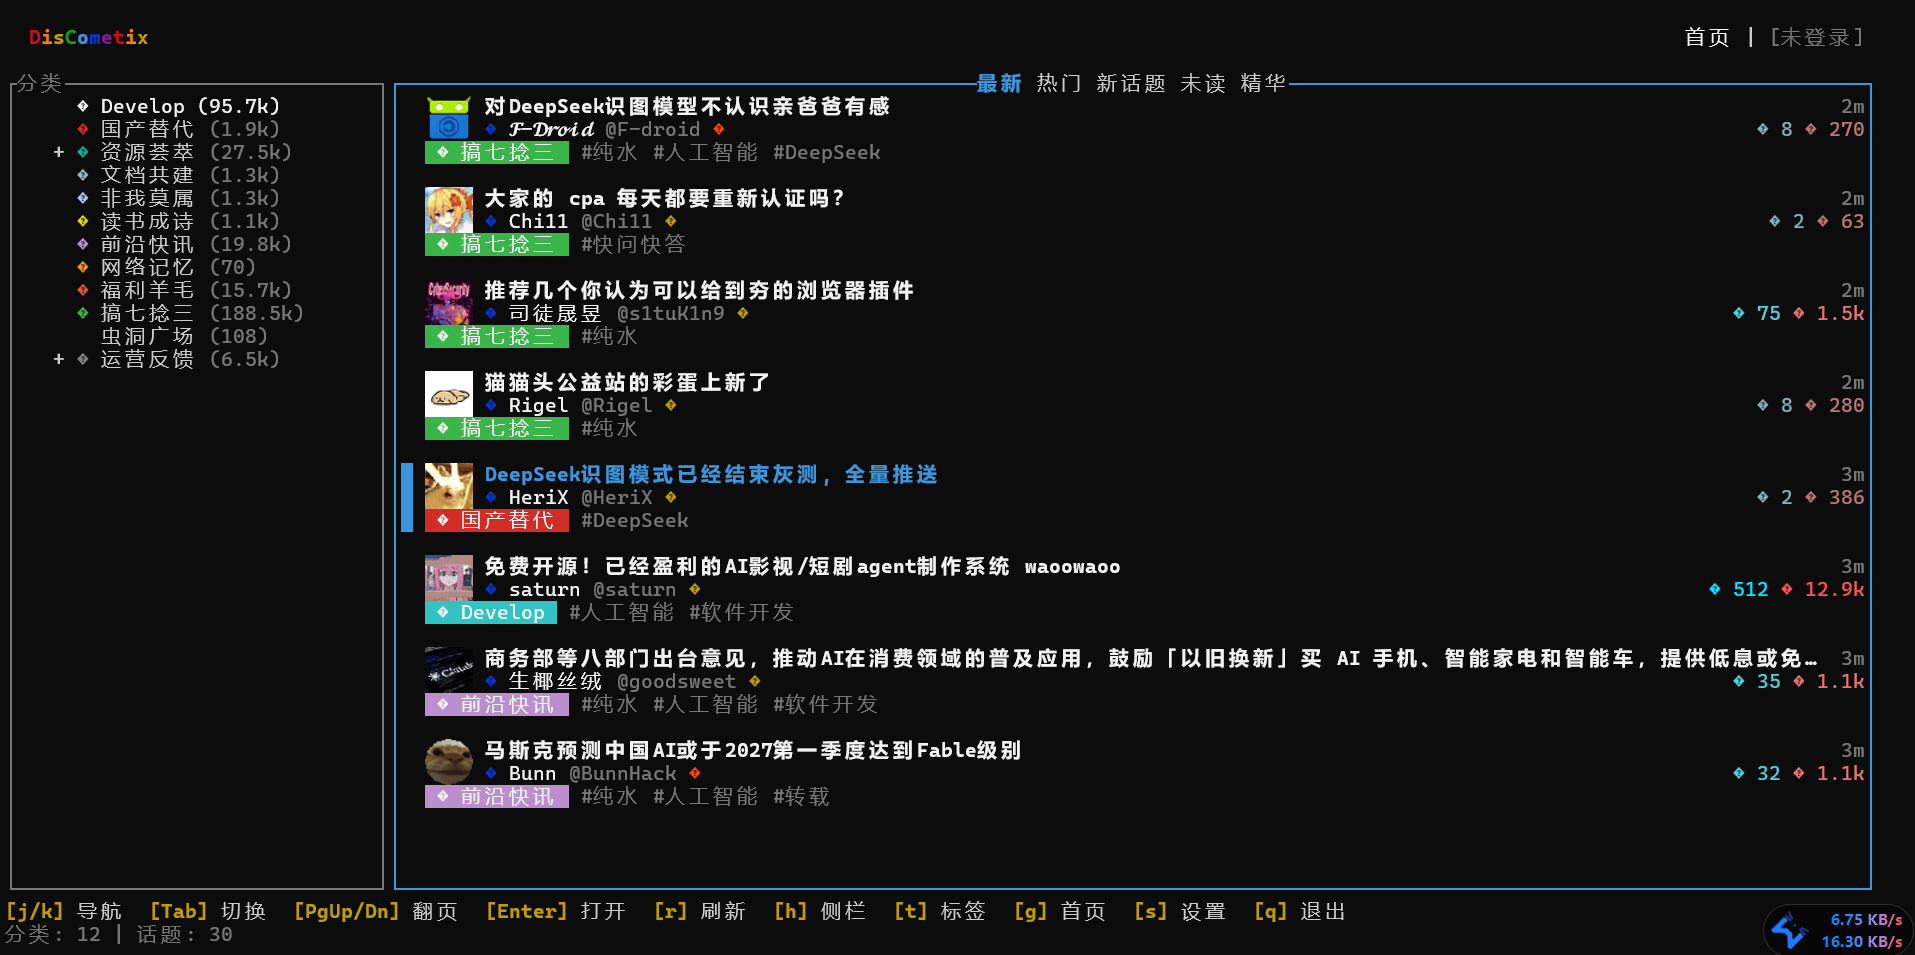 DisCometix
首页 | [未登录]
分类
Develop (95.7k)
国产替代 (1.9k)
+ 资源荟萃 (27.5k)
文档共建 (1.3k)
非我莫属 (1.3k)
读书成诗 (1.1k)
前沿快讯 (19.8k)
网络记忆 (70)
福利羊毛 (15.7k)
搞七捻三 (188.5k)
虫洞广场 (108)
+ 运营反馈 (6.5k)
最新 热门 新话题 未读 精华
对DeepSeek识图模型不认识亲爸爸有感 2m
� 𝓕-𝓓𝓻𝓸𝓲𝓭 @F-droid � � 8 � 270
� 搞七捻三 #纯水 #人工智能 #DeepSeek
大家的 cpa 每天都要重新认证吗? 2m
� Chi11 @Chi11 � � 2 � 63
� 搞七捻三 #快问快答
推荐几个你认为可以给到夯的浏览器插件 2m
� 司徒晟昱 @s1tuK1n9 � � 75 � 1.5k
� 搞七捻三 #纯水
猫猫头公益站的彩蛋上新了 2m
� Rigel @Rigel � � 8 � 280
� 搞七捻三 #纯水
DeepSeek识图模式已经结束灰测，全量推送 3m
� HeriX @HeriX � � 2 � 386
� 国产替代 #DeepSeek
免费开源！已经盈利的AI影视/短剧agent制作系统 waoowaoo 3m
� saturn @saturn � � 512 � 12.9k
� Develop #人工智能 #软件开发
商务部等八部门出台意见，推动AI在消费领域的普及应用，鼓励「以旧换新」买 AI 手机、智能家电和智能车，提供低息或免… 3m
� 生椰丝绒 @goodsweet � � 35 � 1.1k
� 前沿快讯 #纯水 #人工智能 #软件开发
马斯克预测中国AI或于2027第一季度达到Fable级别 3m
� Bunn @BunnHack � � 32 � 1.1k
� 前沿快讯 #纯水 #人工智能 #转载
[j/k] 导航 [Tab] 切换 [PgUp/Dn] 翻页 [Enter] 打开 [r] 刷新 [h] 侧栏 [t] 标签 [g] 首页 [s] 设置 [q] 退出
分类: 12 | 话题: 30
6.75 KB/s
16.30 KB/s